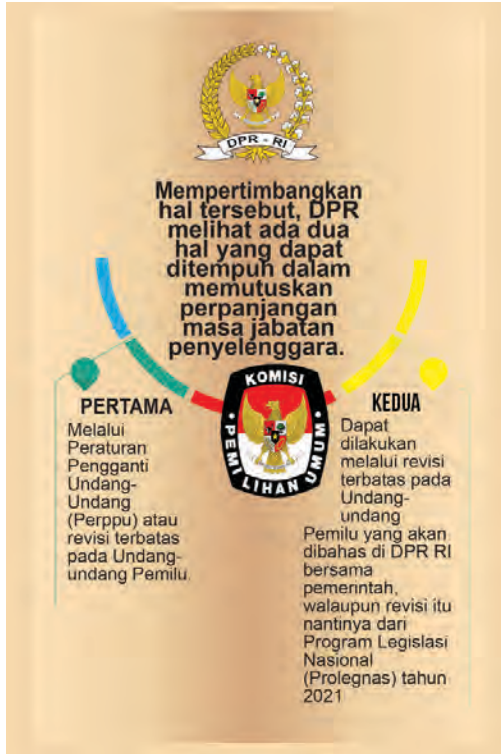 DPR - RI
Mempertimbangkan
hal tersebut, DPR
melihat ada dua
hal yang dapat
ditempuh dalam
memutuskan
perpanjangan
masa jabatan
penyelenggara.
KOMISI
PEMILIHAN UMUM
PERTAMA
Melalui
Peraturan
Pengganti
Undang-
Undang
(Perppu) atau
revisi terbatas
pada Undang-
undang Pemilu
KEDUA
Dapat
dilakukan
melalui revisi
terbatas pada
Undang-
undang
Pemilu yang akan
dibahas di DPR RI
bersama
pemerintah,
walaupun revisi itu
nantinya dari
Program Legislasi
Nasional
(Prolegnas) tahun
2021